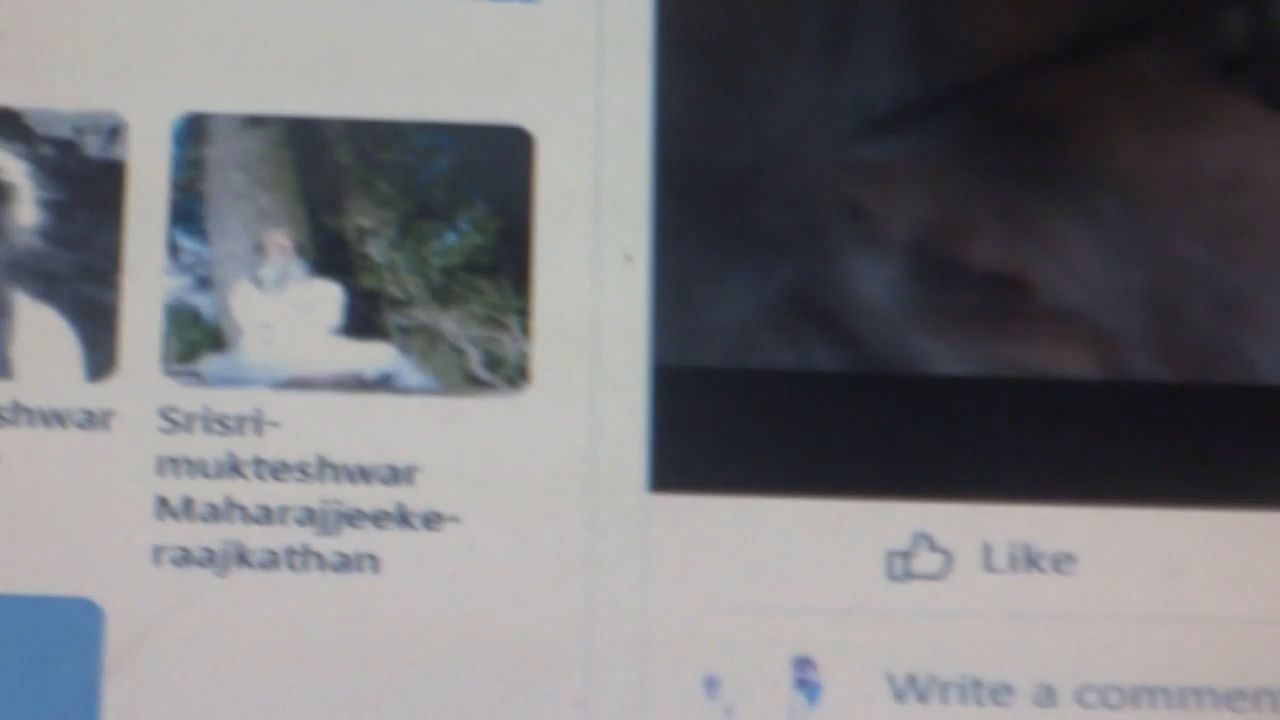 shwar
Srisri-
mukteshwar
Maharajjeeke-
raajkathan
Like
Write a commen